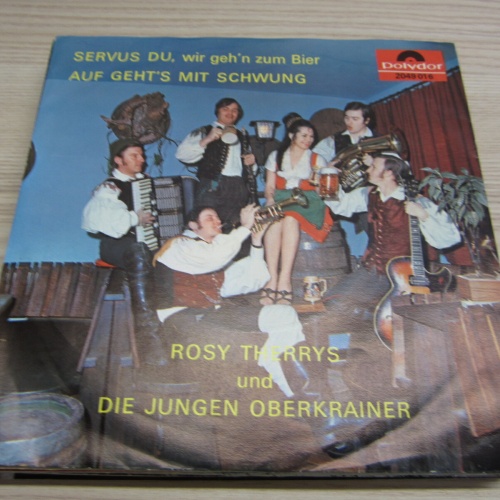 SERVUS DU, wir geh'n zum Bier
AUF GEHT'S MIT SCHWUNG
Polydor
2049 016
ROSY THERRYS
und
DIE JUNGEN OBERKRAINER